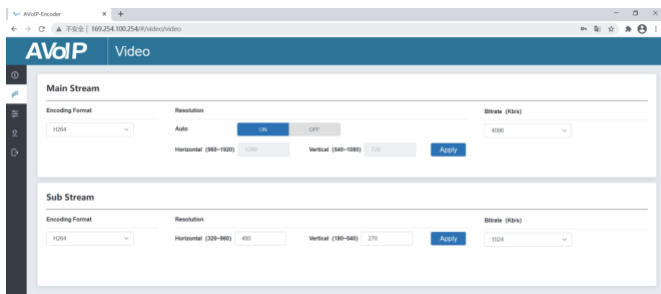 AVoIP-Encoder
不安全 | 169.254.100.254/#/video/video
AVoIP Video
Main Stream
Encoding Format Resolution Bitrate (Kb/s)
H264 Auto ON OFF 4096
Horizontal (960~1920) 1280 Vertical (540~1080) 720 Apply
Sub Stream
Encoding Format Resolution Bitrate (Kb/s)
H264 Horizontal (320~960) 480 Vertical (180~540) 270 Apply 1024